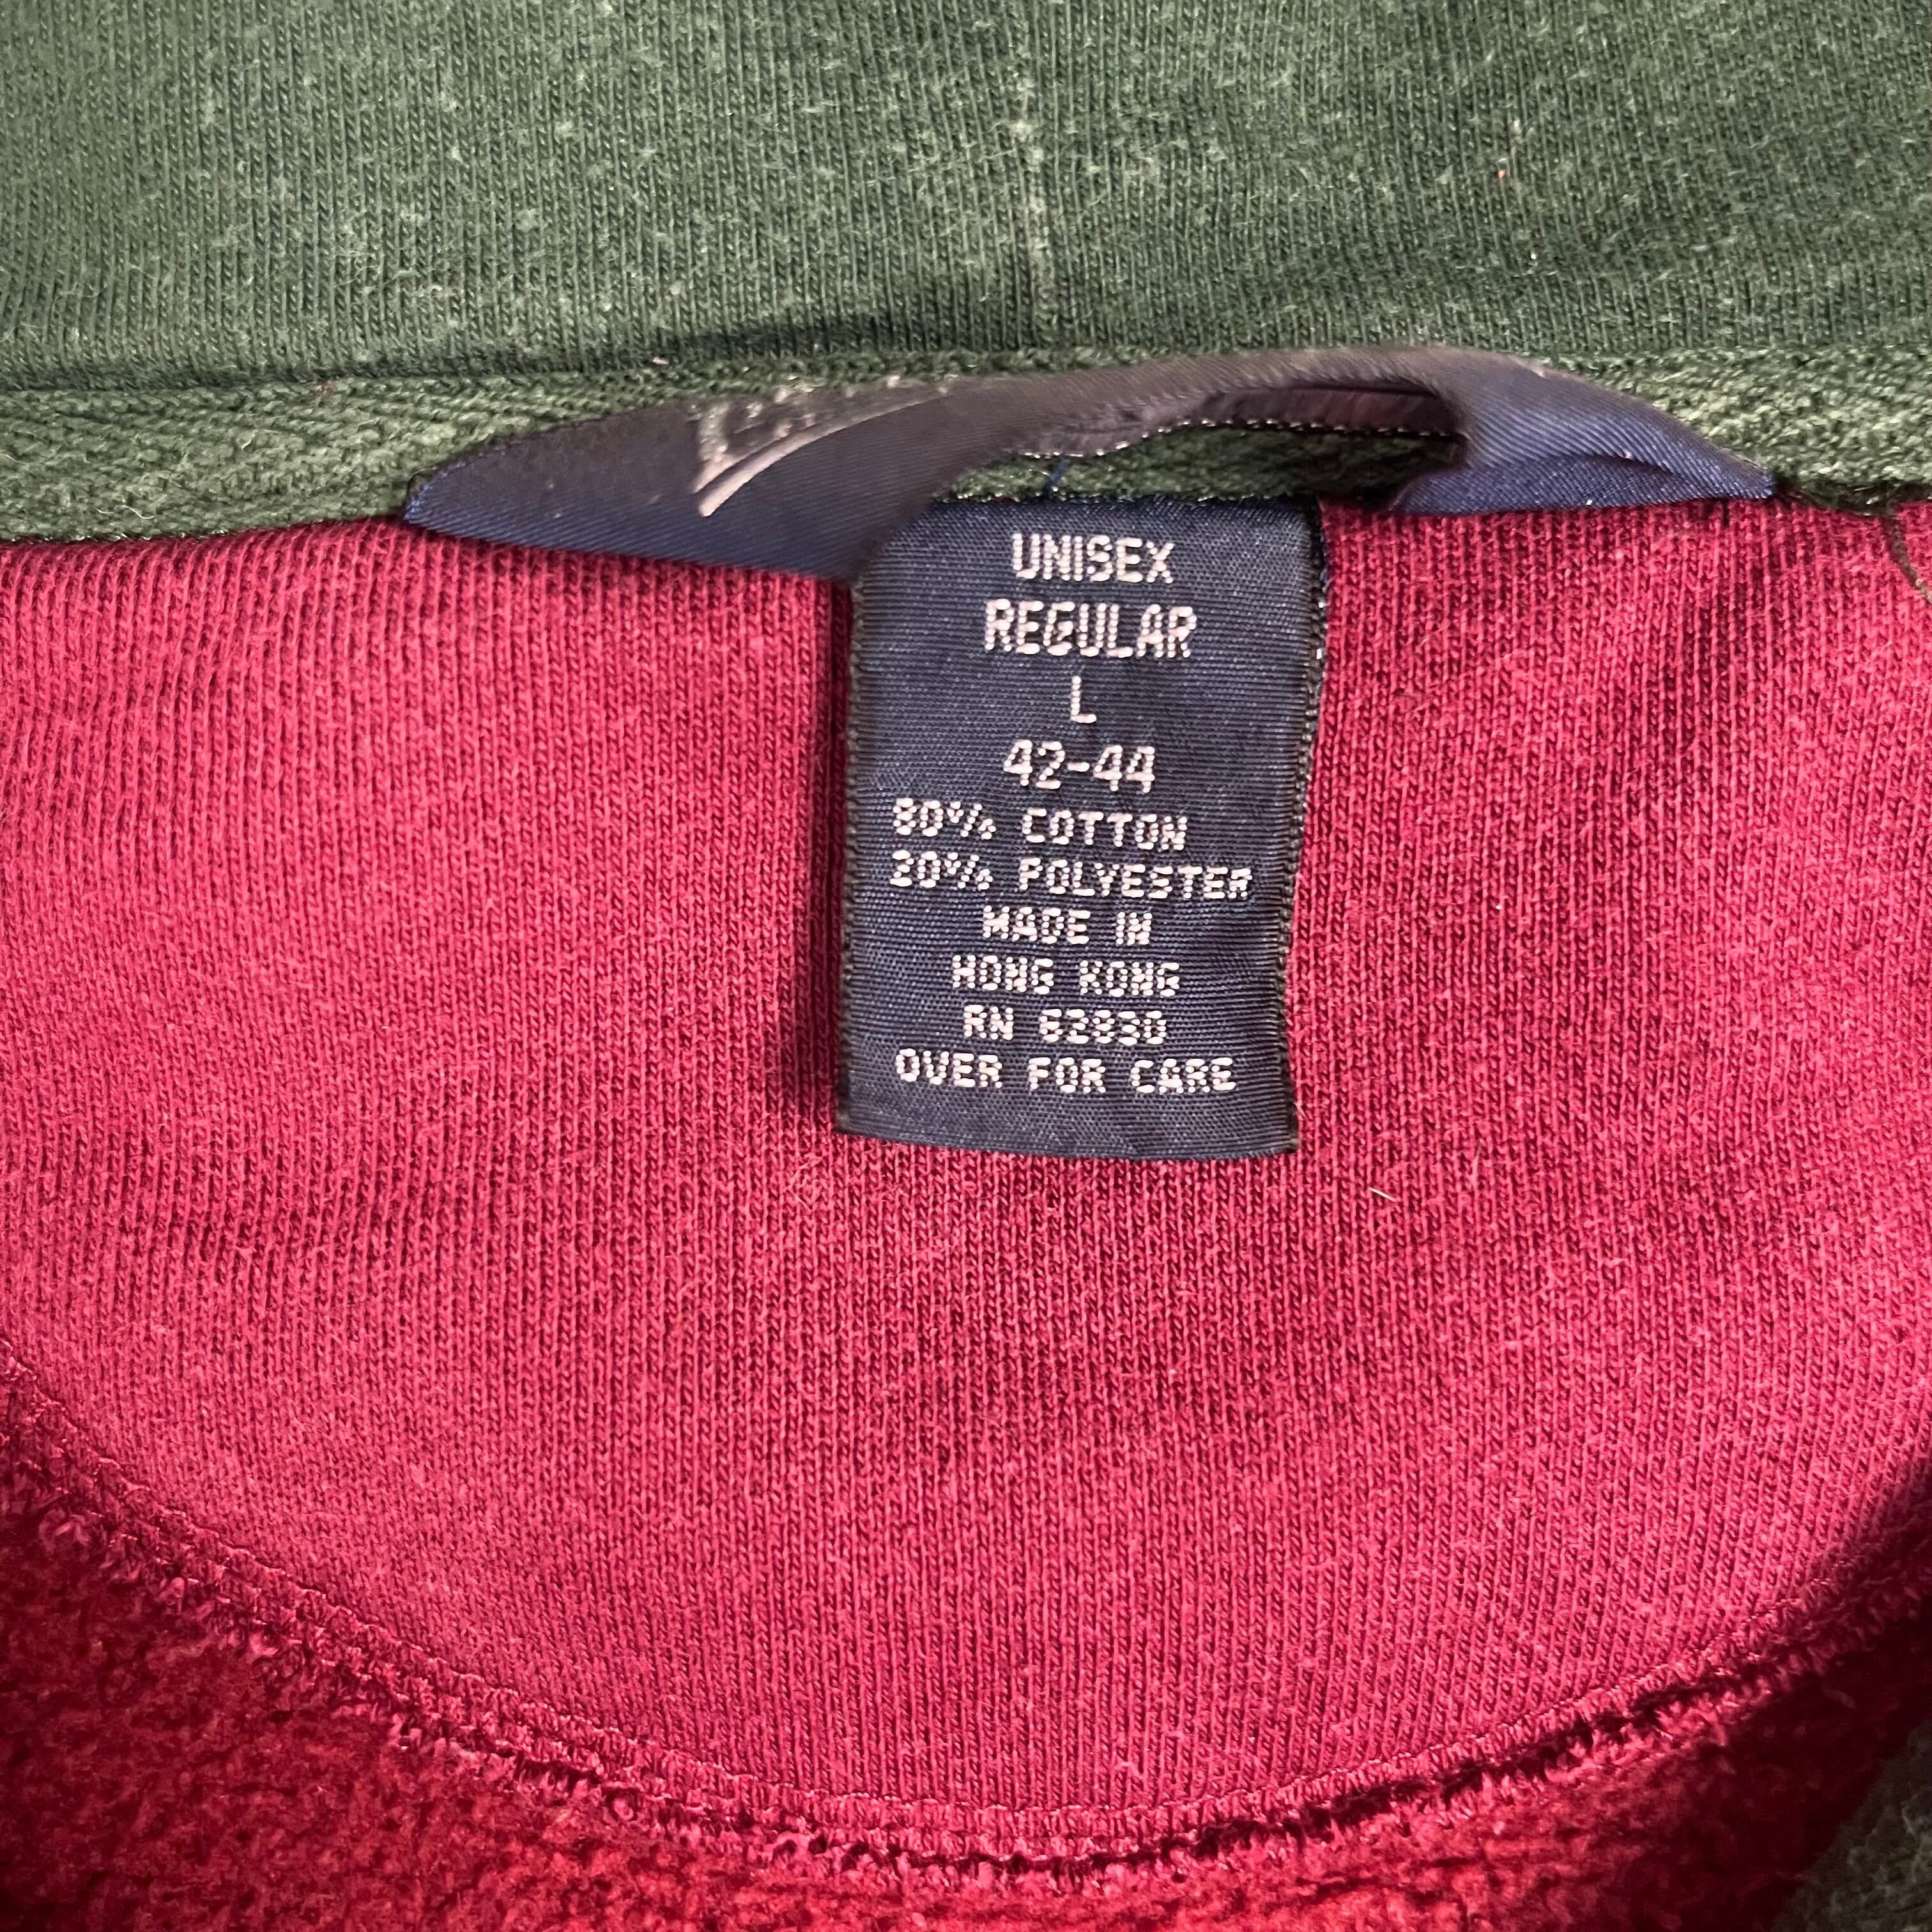 UNISEX
REGULAR
L
42-44
80% COTTON
20% POLYESTER
MADE IN
HONG KONG
RN 62830
OVER FOR CARE